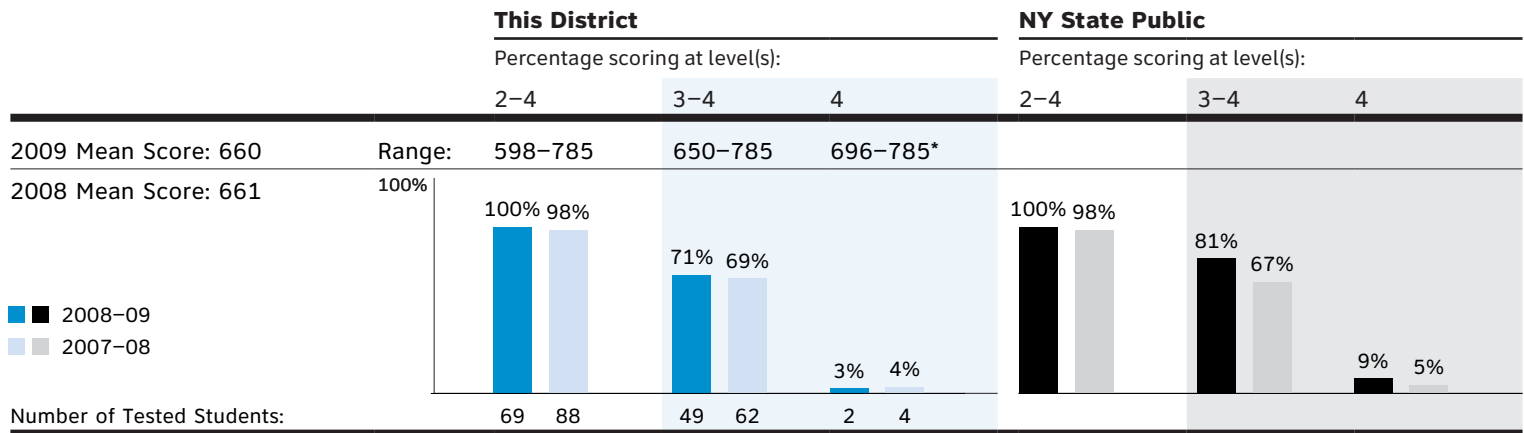 This District NY State Public
Percentage scoring at level(s): Percentage scoring at level(s):
2–4 3–4 4 2–4 3–4 4
2009 Mean Score: 660 Range: 598–785 650–785 696–785*
2008 Mean Score: 661 100%
100% 98% 71% 69% 3% 4% 100% 98% 81% 67% 9% 5%
2008–09
2007–08
Number of Tested Students: 69 88 49 62 2 4